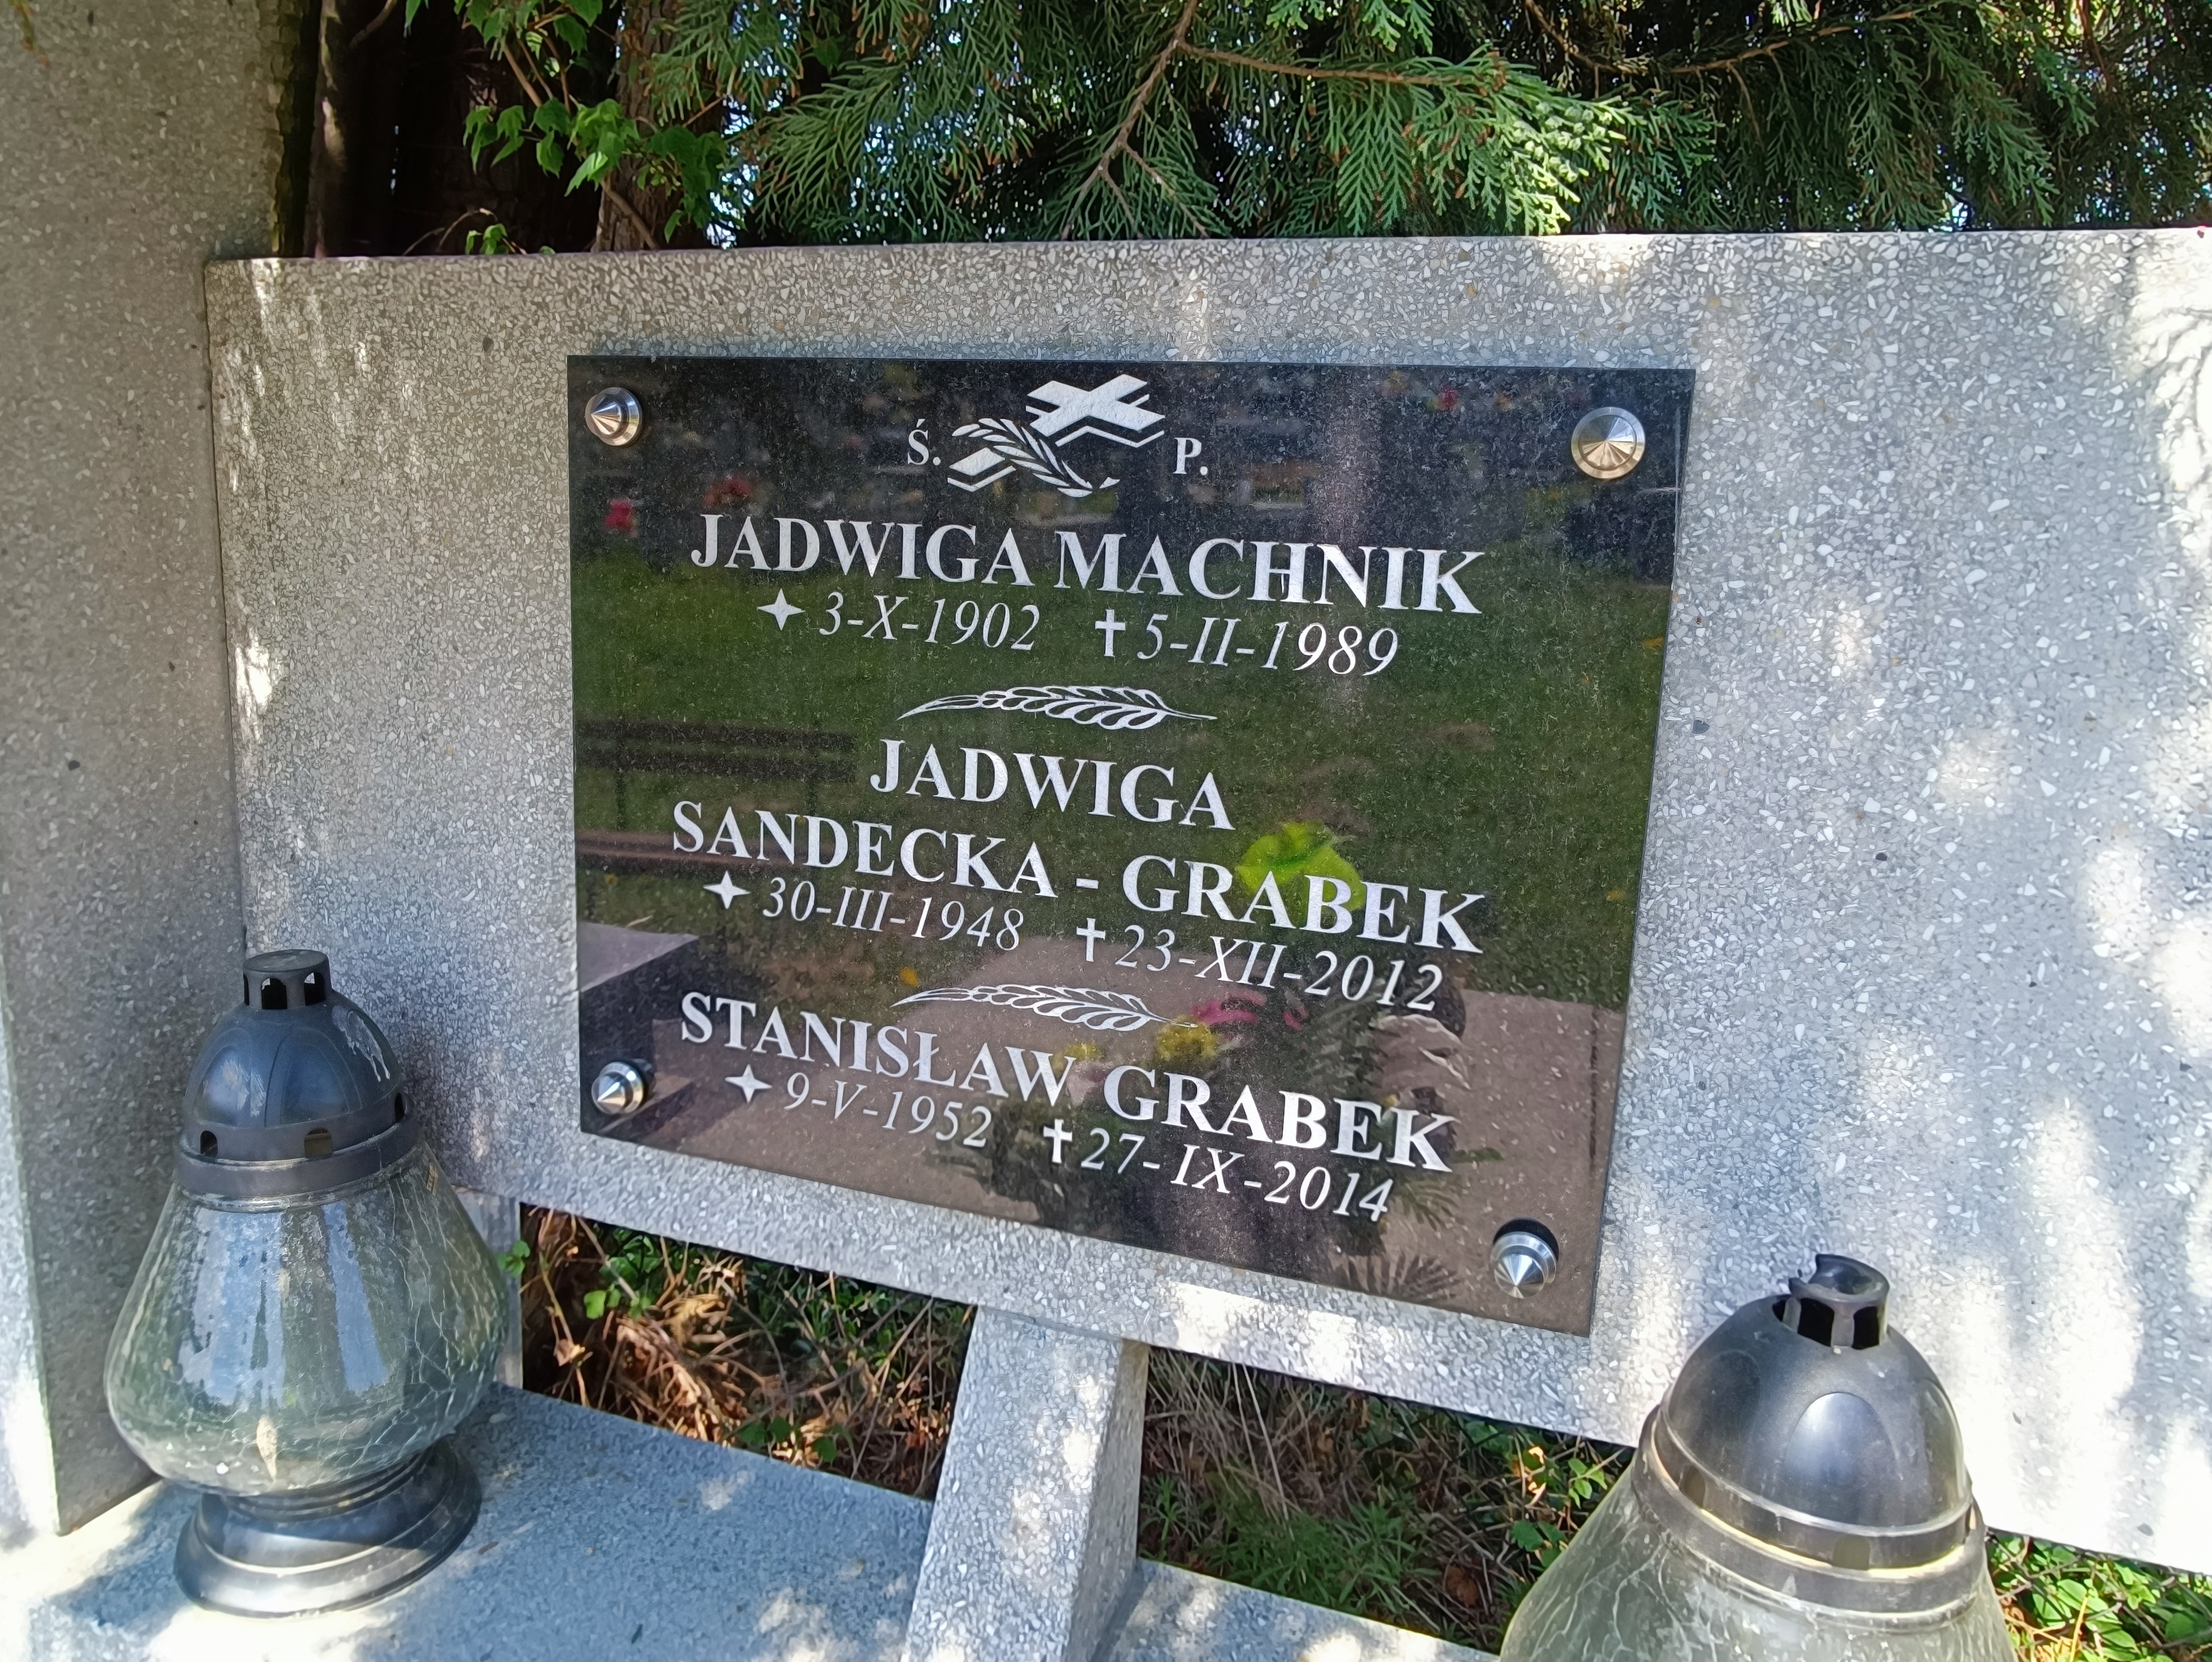 Ś. P.
JADWIGA MACHNIK
3-X-1902 5-II-1989
JADWIGA
SANDECKA - GRABEK
30-III-1948 23-XII-2012
STANISŁAW GRABEK
9-V-1952 27-IX-2014